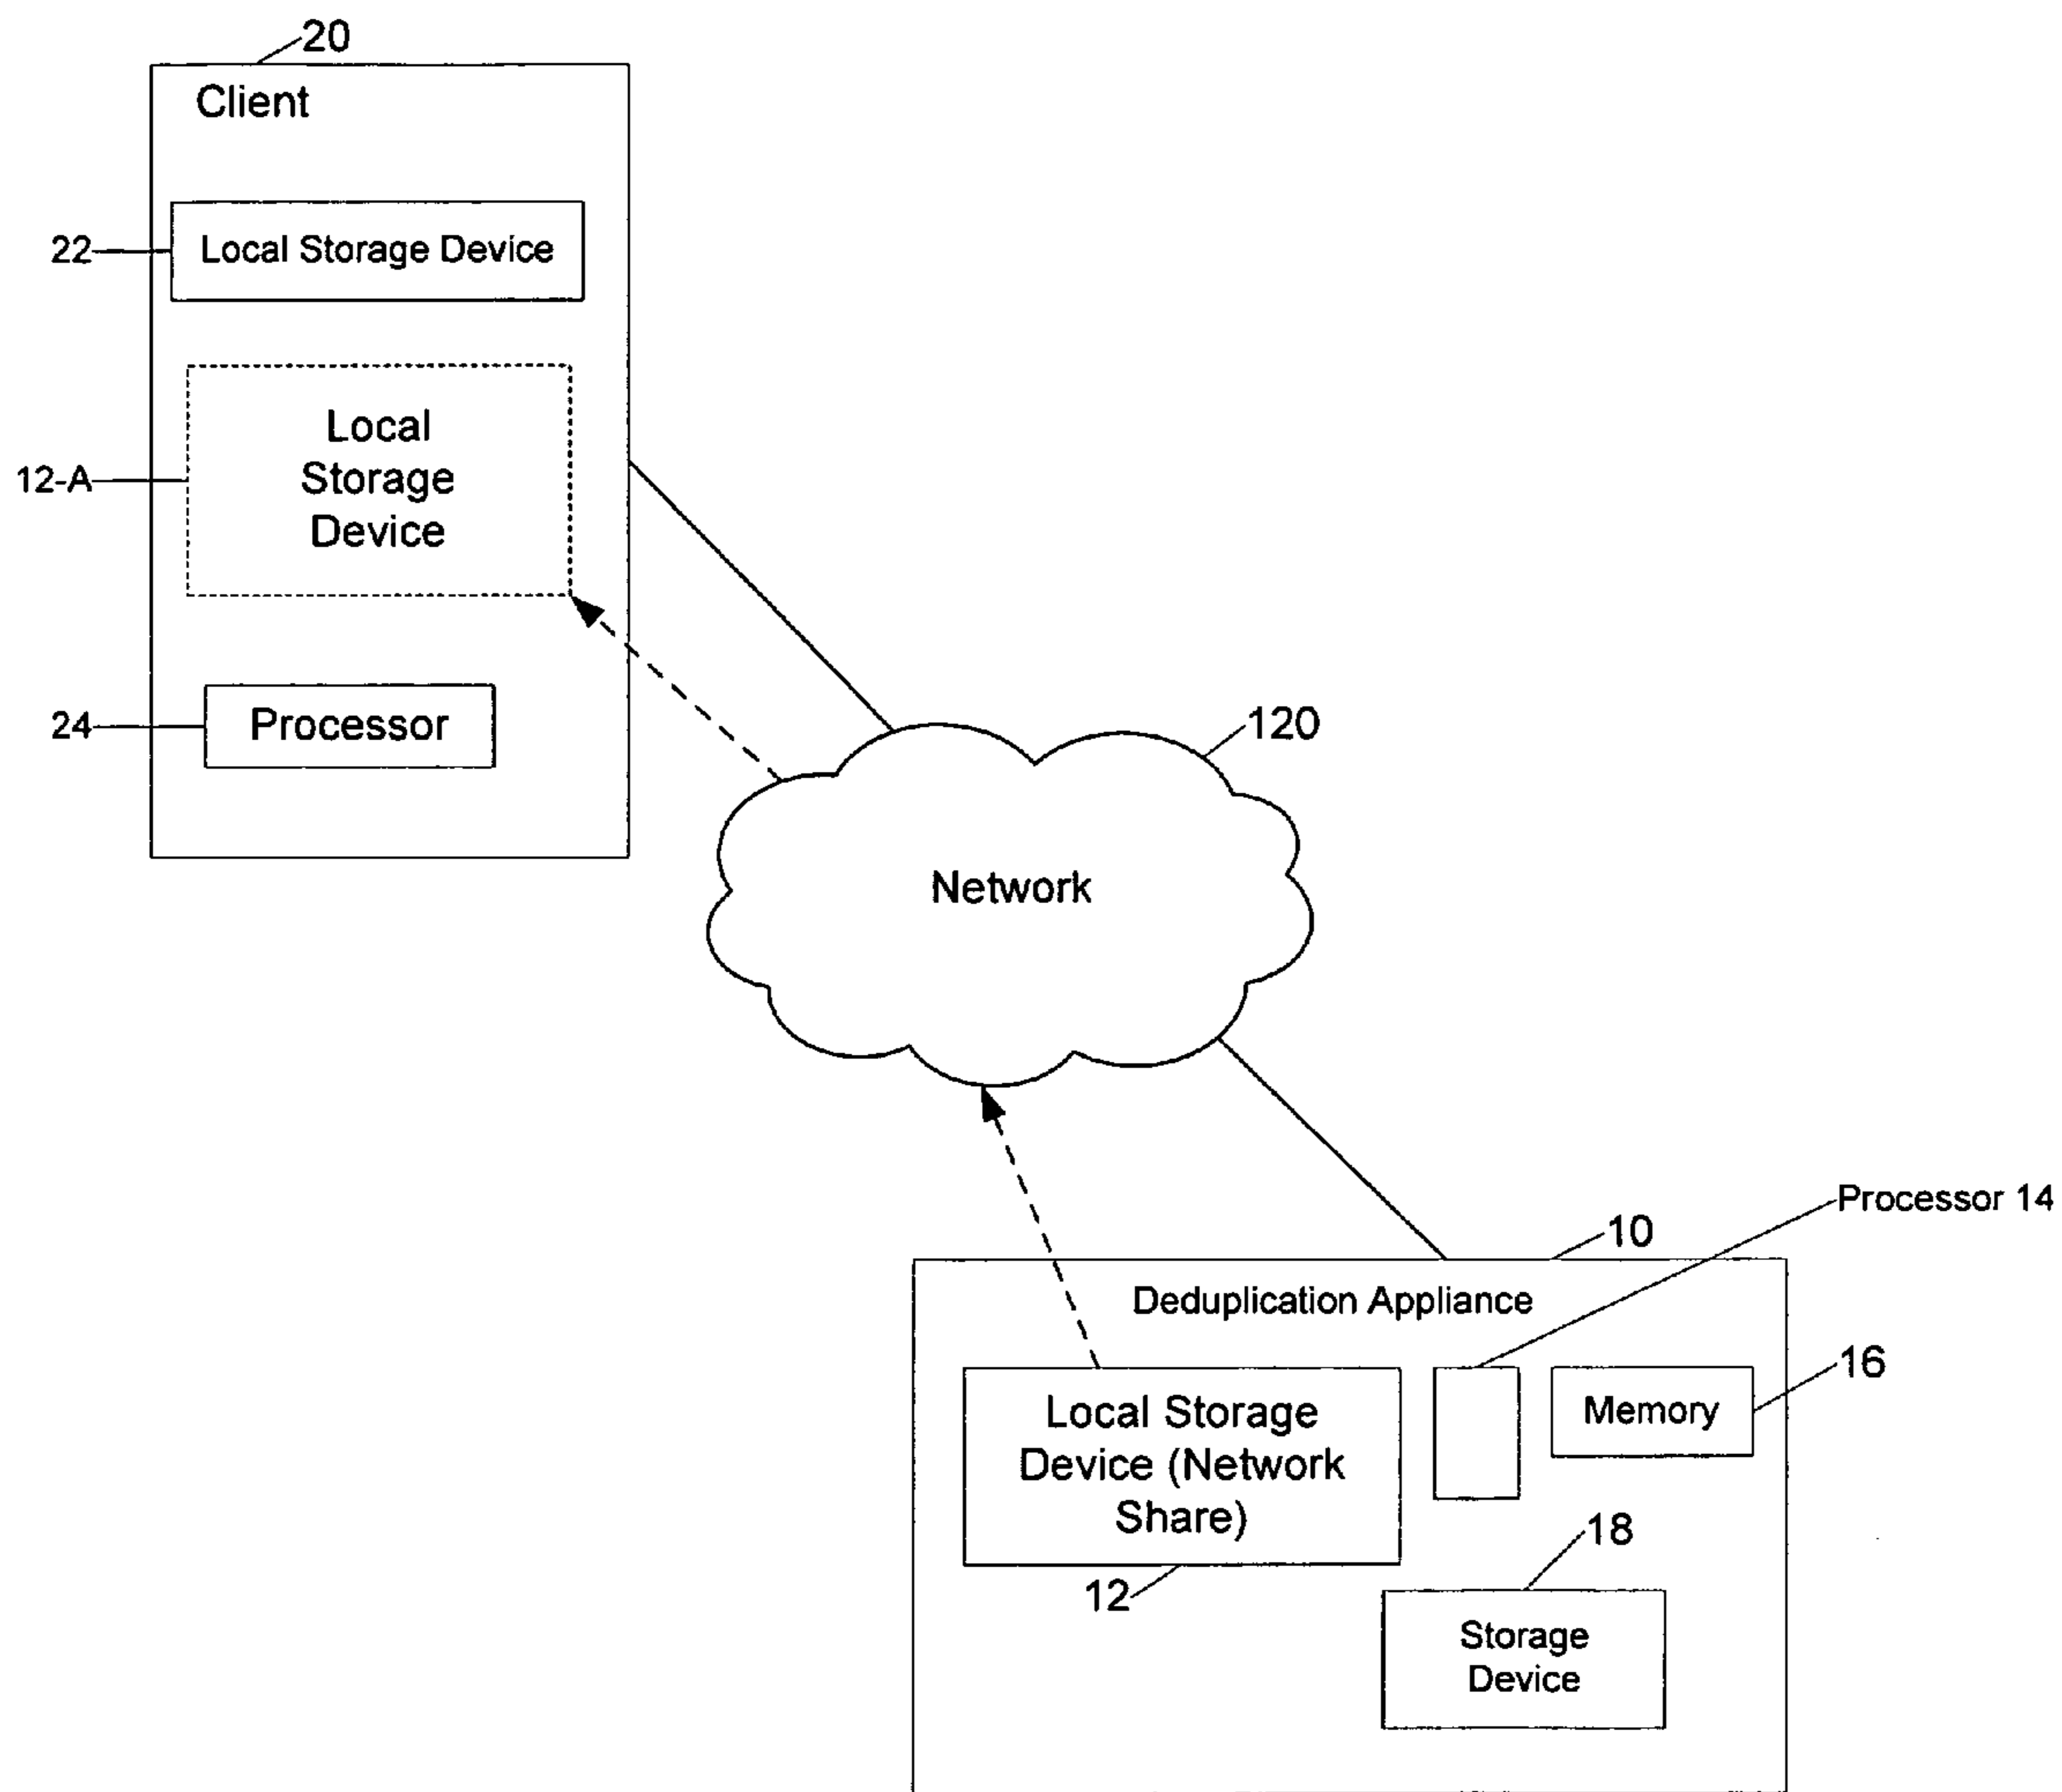 20
Client
22
Local Storage Device
12-A
Local
Storage
Device
24
Processor
120
Network
Processor 14
10
Deduplication Appliance
16
Local Storage
Device (Network
Share)
Memory
12
18
Storage
Device